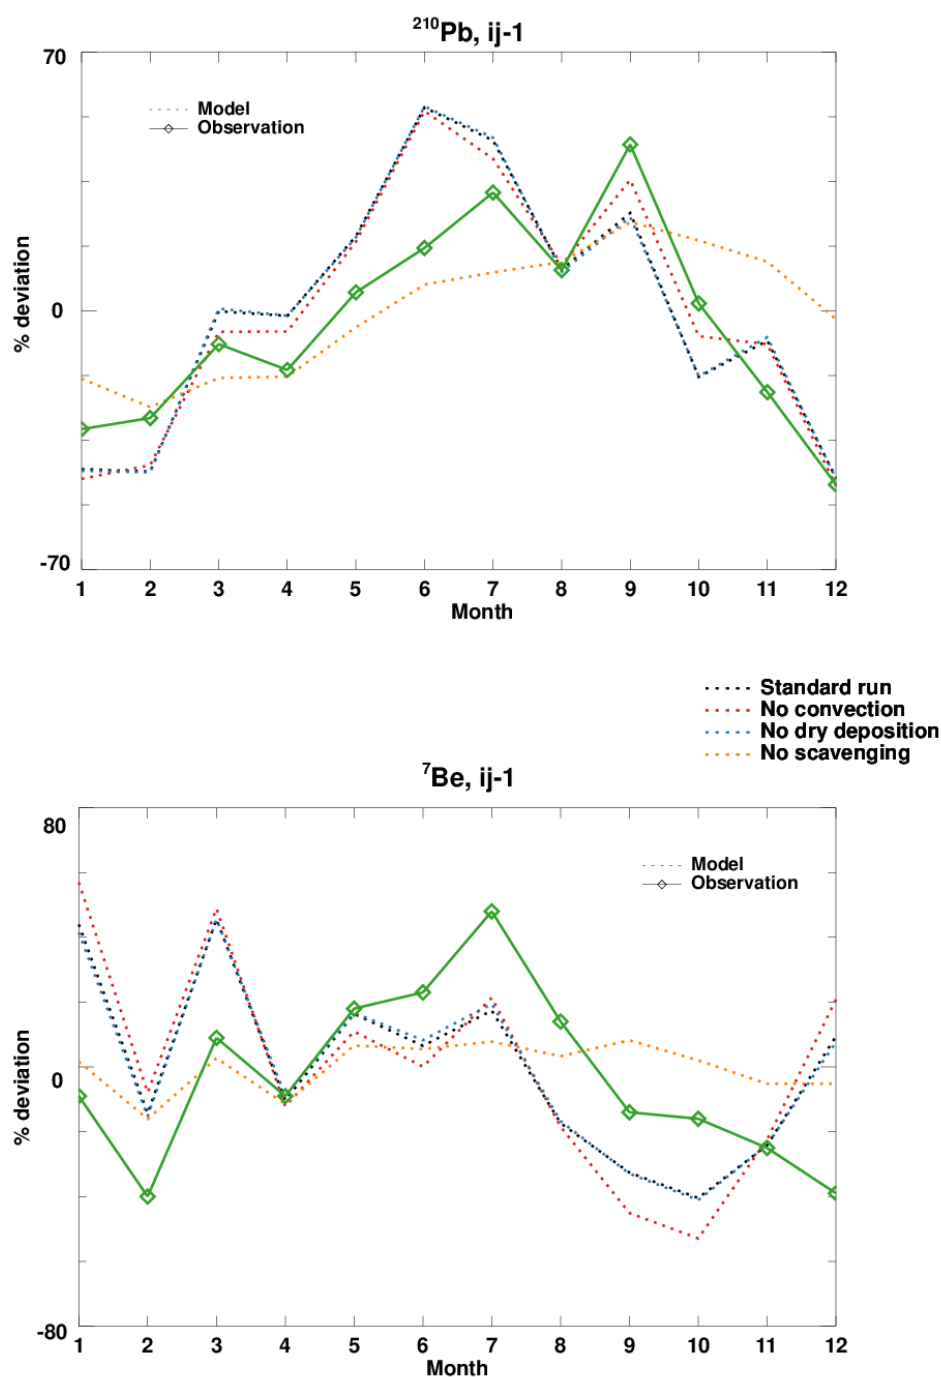 ²¹⁰Pb, ij-1
70
Model
Observation
% deviation
0
-70
1 2 3 4 5 6 7 8 9 10 11 12
Month
Standard run
No convection
No dry deposition
No scavenging
⁷Be, ij-1
80
Model
Observation
% deviation
0
-80
1 2 3 4 5 6 7 8 9 10 11 12
Month